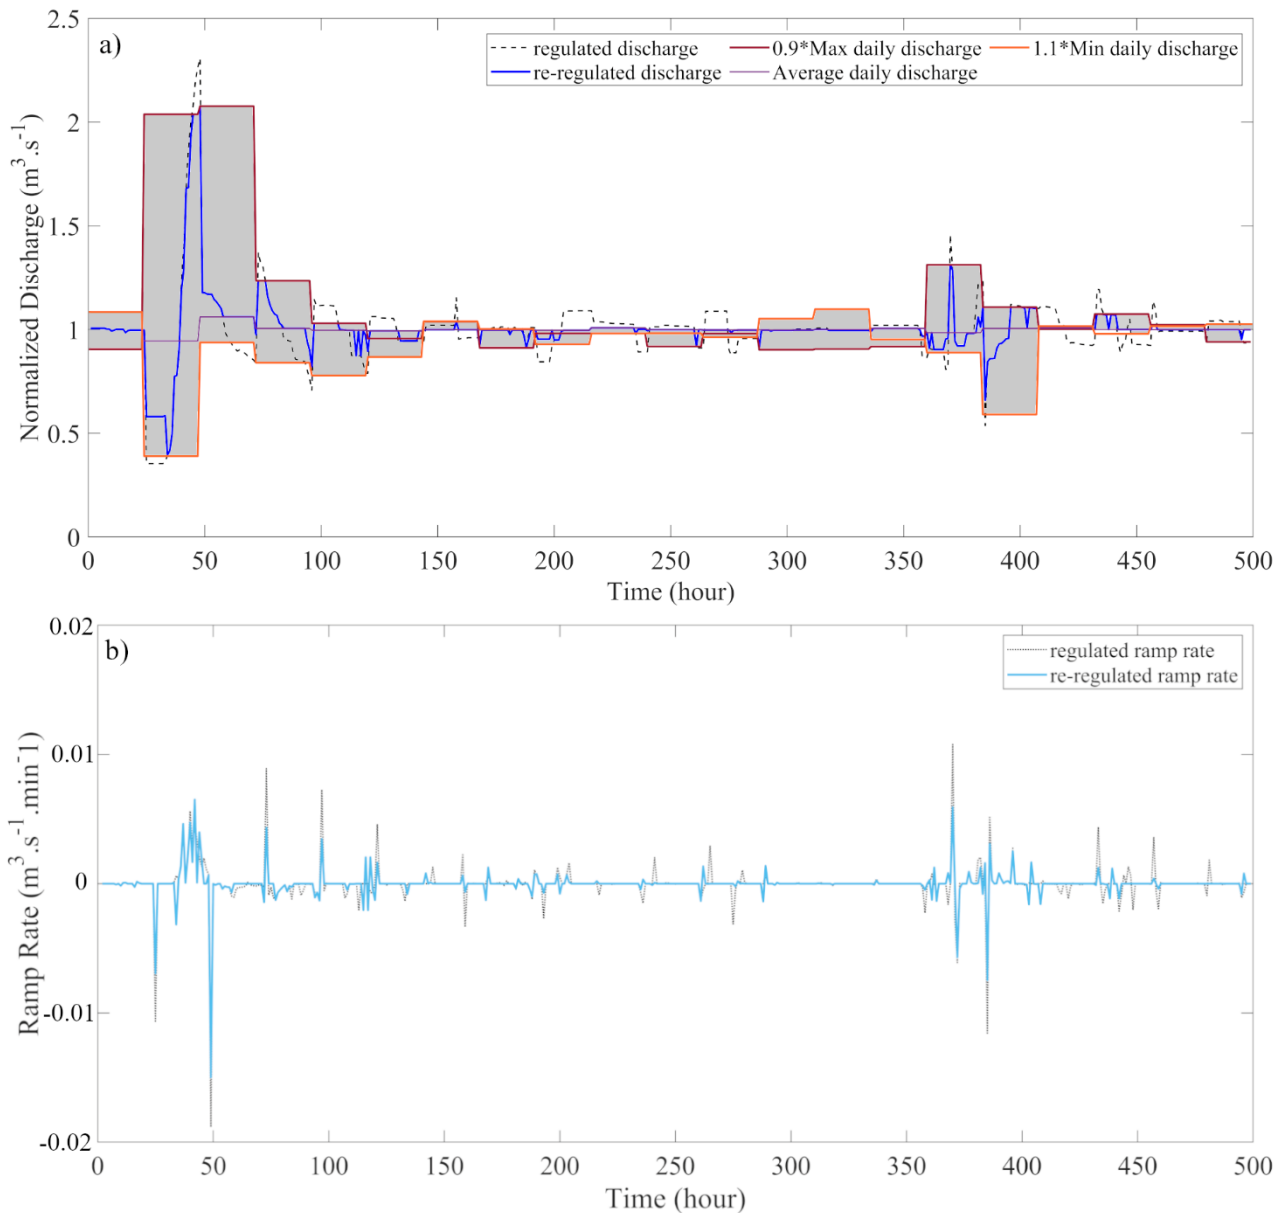 2.5
a)
regulated discharge
0.9*Max daily discharge
1.1*Min daily discharge
re-regulated discharge
Average daily discharge
2
1.5
1
0.5
0
Normalized Discharge (m³.s⁻¹)
0 50 100 150 200 250 300 350 400 450 500
Time (hour)
0.02
b)
regulated ramp rate
re-regulated ramp rate
0.01
0
-0.01
-0.02
Ramp Rate (m³.s⁻¹.min⁻1)
0 50 100 150 200 250 300 350 400 450 500
Time (hour)